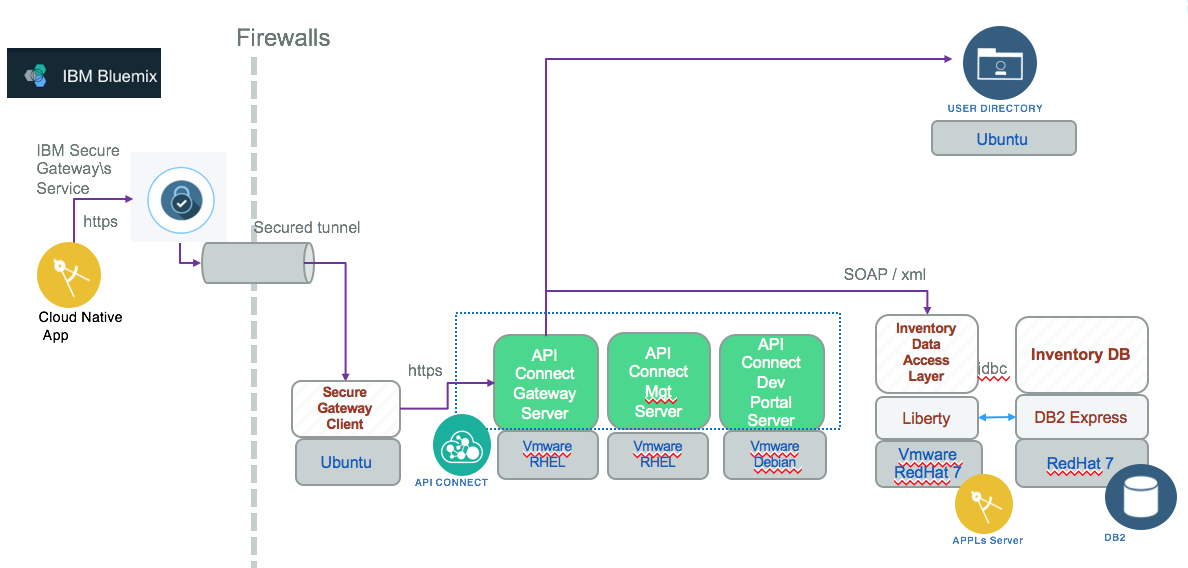 Firewalls
IBM Bluemix
USER DIRECTORY
Ubuntu
IBM Secure
Gateway\s
Service
https
Secured tunnel
Cloud Native
App
SOAP / xml
Secure
Gateway
Client
Ubuntu
https
API CONNECT
API
Connect
Gateway
Server
Vmware
RHEL
API
Connect
Mgt
Server
Vmware
RHEL
API
Connect
Dev
Portal
Server
Vmware
Debian
Inventory
Data
Access
Layer
jdbc
Inventory DB
Liberty
DB2 Express
Vmware
RedHat 7
RedHat 7
APPLs Server
DB2